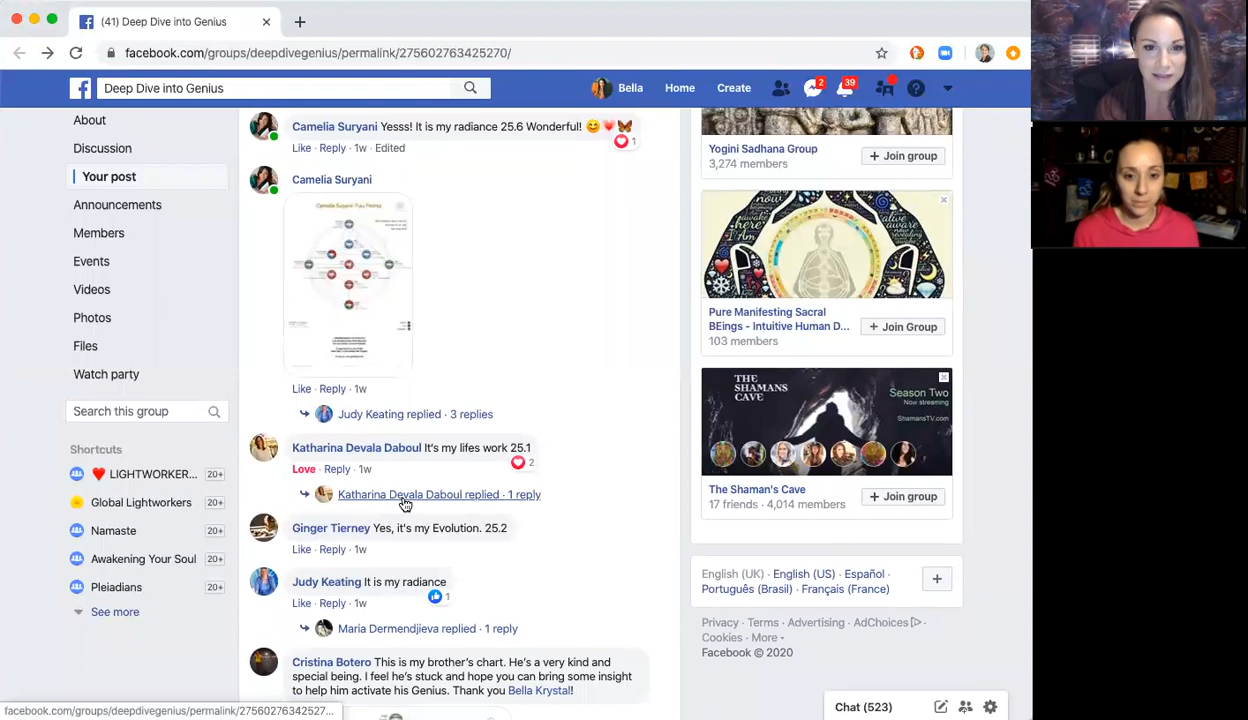 (41) Deep Dive into Genius
facebook.com/groups/deepdivegenius/permalink/275602763425270/
Deep Dive into Genius
Bella
Home
Create
2
39
About
Discussion
Your post
Announcements
Members
Events
Videos
Photos
Files
Watch party
Search this group
Shortcuts
LIGHTWORKER... 20+
Global Lightworkers 20+
Namaste 20+
Awakening Your Soul 20+
Pleiadians 20+
See more
Camelia Suryani Yesss! It is my radiance 25.6 Wonderful!
1
Like · Reply · 1w · Edited
Camelia Suryani
Like · Reply · 1w
Judy Keating replied · 3 replies
Katharina Devala Daboul It's my lifes work 25.1
2
Love · Reply · 1w
Katharina Devala Daboul replied · 1 reply
Ginger Tierney Yes, it's my Evolution. 25.2
Like · Reply · 1w
Judy Keating It is my radiance
1
Like · Reply · 1w
Maria Dermendjieva replied · 1 reply
Cristina Botero This is my brother's chart. He's a very kind and
special being. I feel he's stuck and hope you can bring some insight
to help him activate his Genius. Thank you Bella Krystal!
Yogini Sadhana Group
3,274 members
+ Join group
Pure Manifesting Sacral
BEings - Intuitive Human D...
103 members
+ Join Group
THE
SHAMANS
CAVE
Season Two
Now streaming
ShamansTV.com
The Shaman's Cave
17 friends · 4,014 members
+ Join group
English (UK) · English (US) · Español ·
Português (Brasil) · Français (France)
Privacy · Terms · Advertising · AdChoices ·
Cookies · More
Facebook © 2020
Chat (523)
facebook.com/groups/deepdivegenius/permalink/27560276342527...